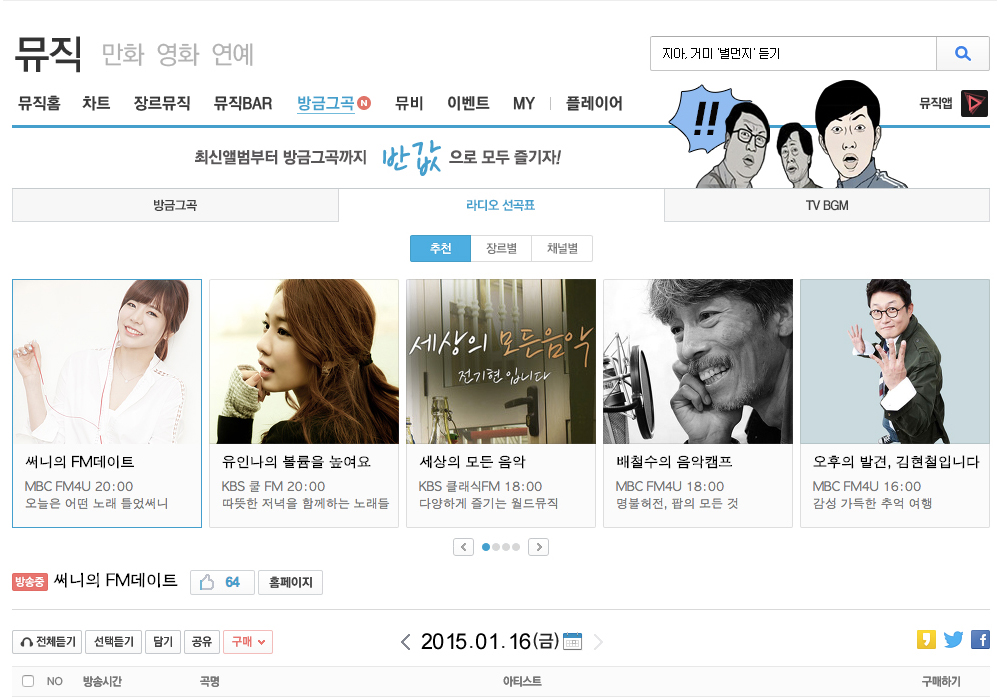 뮤직 만화 영화 연예
지아, 거미 '별먼지' 듣기
뮤직홈 차트 장르뮤직 뮤직BAR 방금그곡 N 뮤비 이벤트 MY 플레이어
!!
뮤직앱
최신앨범부터 방금그곡까지 반값 으로 모두 즐기자!
방금그곡 라디오 선곡표 TV BGM
추천 장르별 채널별
세상의 모든음악
전기현입니다
써니의 FM데이트
MBC FM4U 20:00
오늘은 어떤 노래 들었써니
유인나의 볼륨을 높여요
KBS 쿨 FM 20:00
따뜻한 저녁을 함께하는 노래들
세상의 모든 음악
KBS 클래식FM 18:00
다양하게 즐기는 월드뮤직
배철수의 음악캠프
MBC FM4U 18:00
명불허전, 팝의 모든 것
오후의 발견, 김현철입니다
MBC FM4U 16:00
감성 가득한 추억 여행
방송중 써니의 FM데이트 64 홈페이지
전체듣기 선택듣기 담기 공유 구매 2015.01.16(금)
NO 방송시간 곡명 아티스트 구매하기